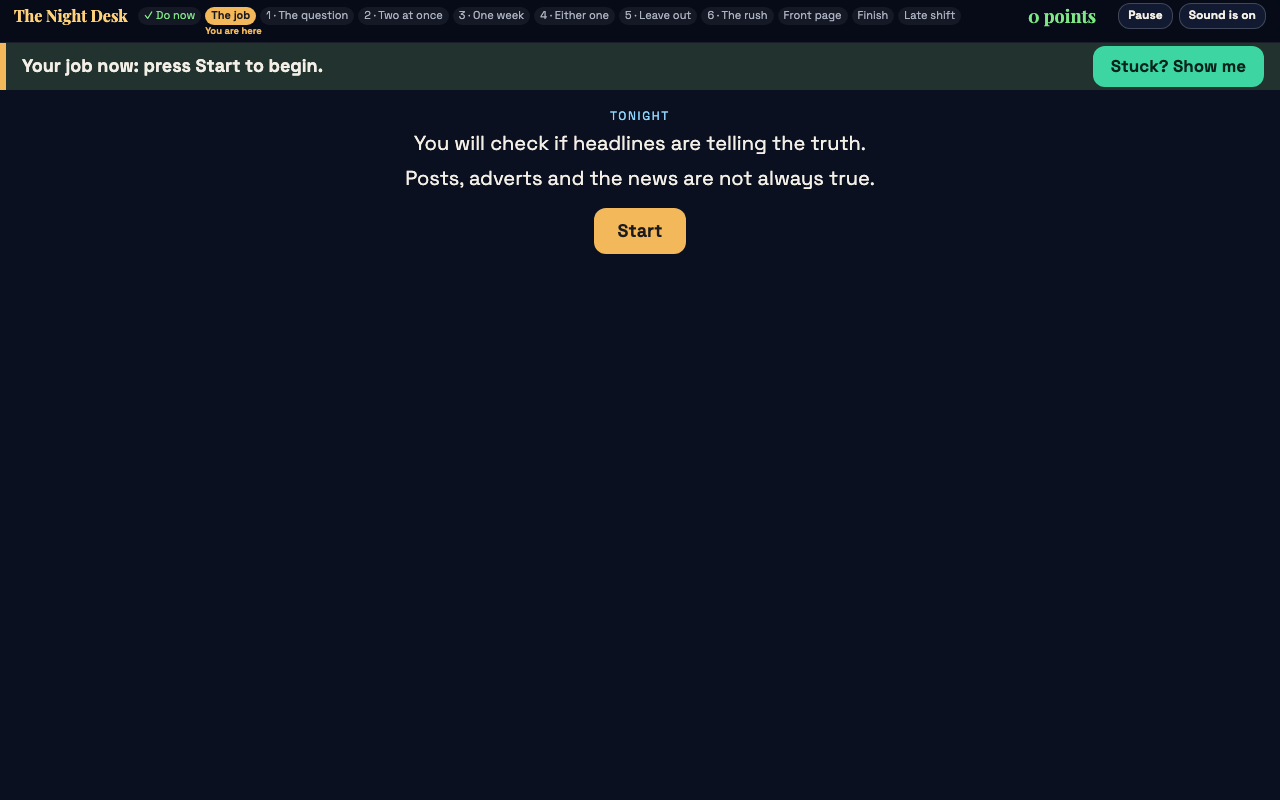 The Night Desk
✓ Do now
The job
1 · The question
2 · Two at once
3 · One week
4 · Either one
5 · Leave out
6 · The rush
Front page
Finish
Late shift
0 points
Pause
Sound is on
You are here
Your job now: press Start to begin.
Stuck? Show me
TONIGHT
You will check if headlines are telling the truth.
Posts, adverts and the news are not always true.
Start